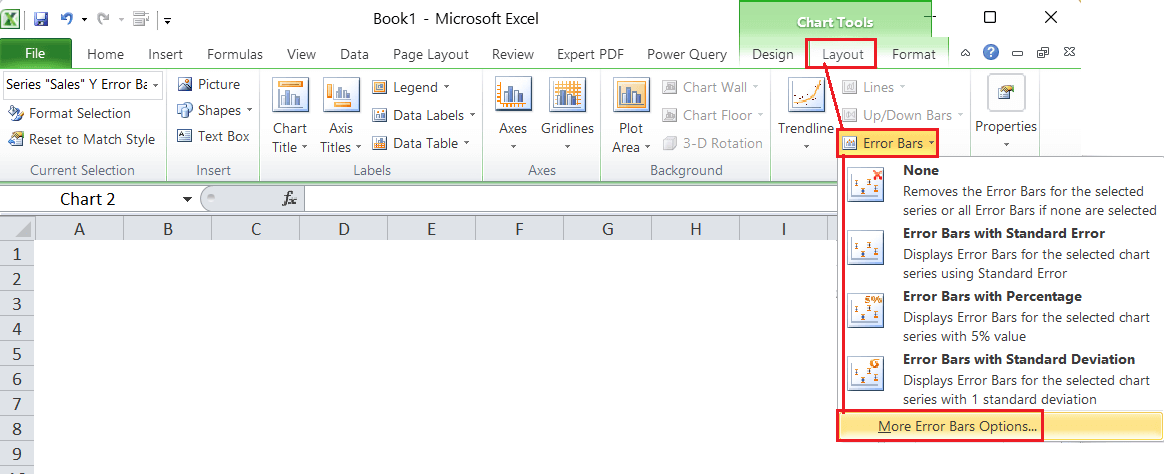 Book1 - Microsoft Excel
Chart Tools
File Home Insert Formulas View Data Page Layout Review Expert PDF Power Query Design Layout Format
Series "Sales" Y Error Ba
Format Selection
Reset to Match Style
Current Selection
Picture
Shapes
Text Box
Insert
Chart
Title
Axis
Titles
Legend
Data Labels
Data Table
Labels
Axes
Gridlines
Axes
Plot
Area
Chart Wall
Chart Floor
3-D Rotation
Background
Trendline
Lines
Up/Down Bars
Error Bars
Properties
None
Removes the Error Bars for the selected
series or all Error Bars if none are selected
Error Bars with Standard Error
Displays Error Bars for the selected chart
series using Standard Error
5%
Error Bars with Percentage
Displays Error Bars for the selected chart
series with 5% value
Error Bars with Standard Deviation
Displays Error Bars for the selected chart
series with 1 standard deviation
More Error Bars Options...
Chart 2
fx
A B C D E F G H I
1
2
3
4
5
6
7
8
9